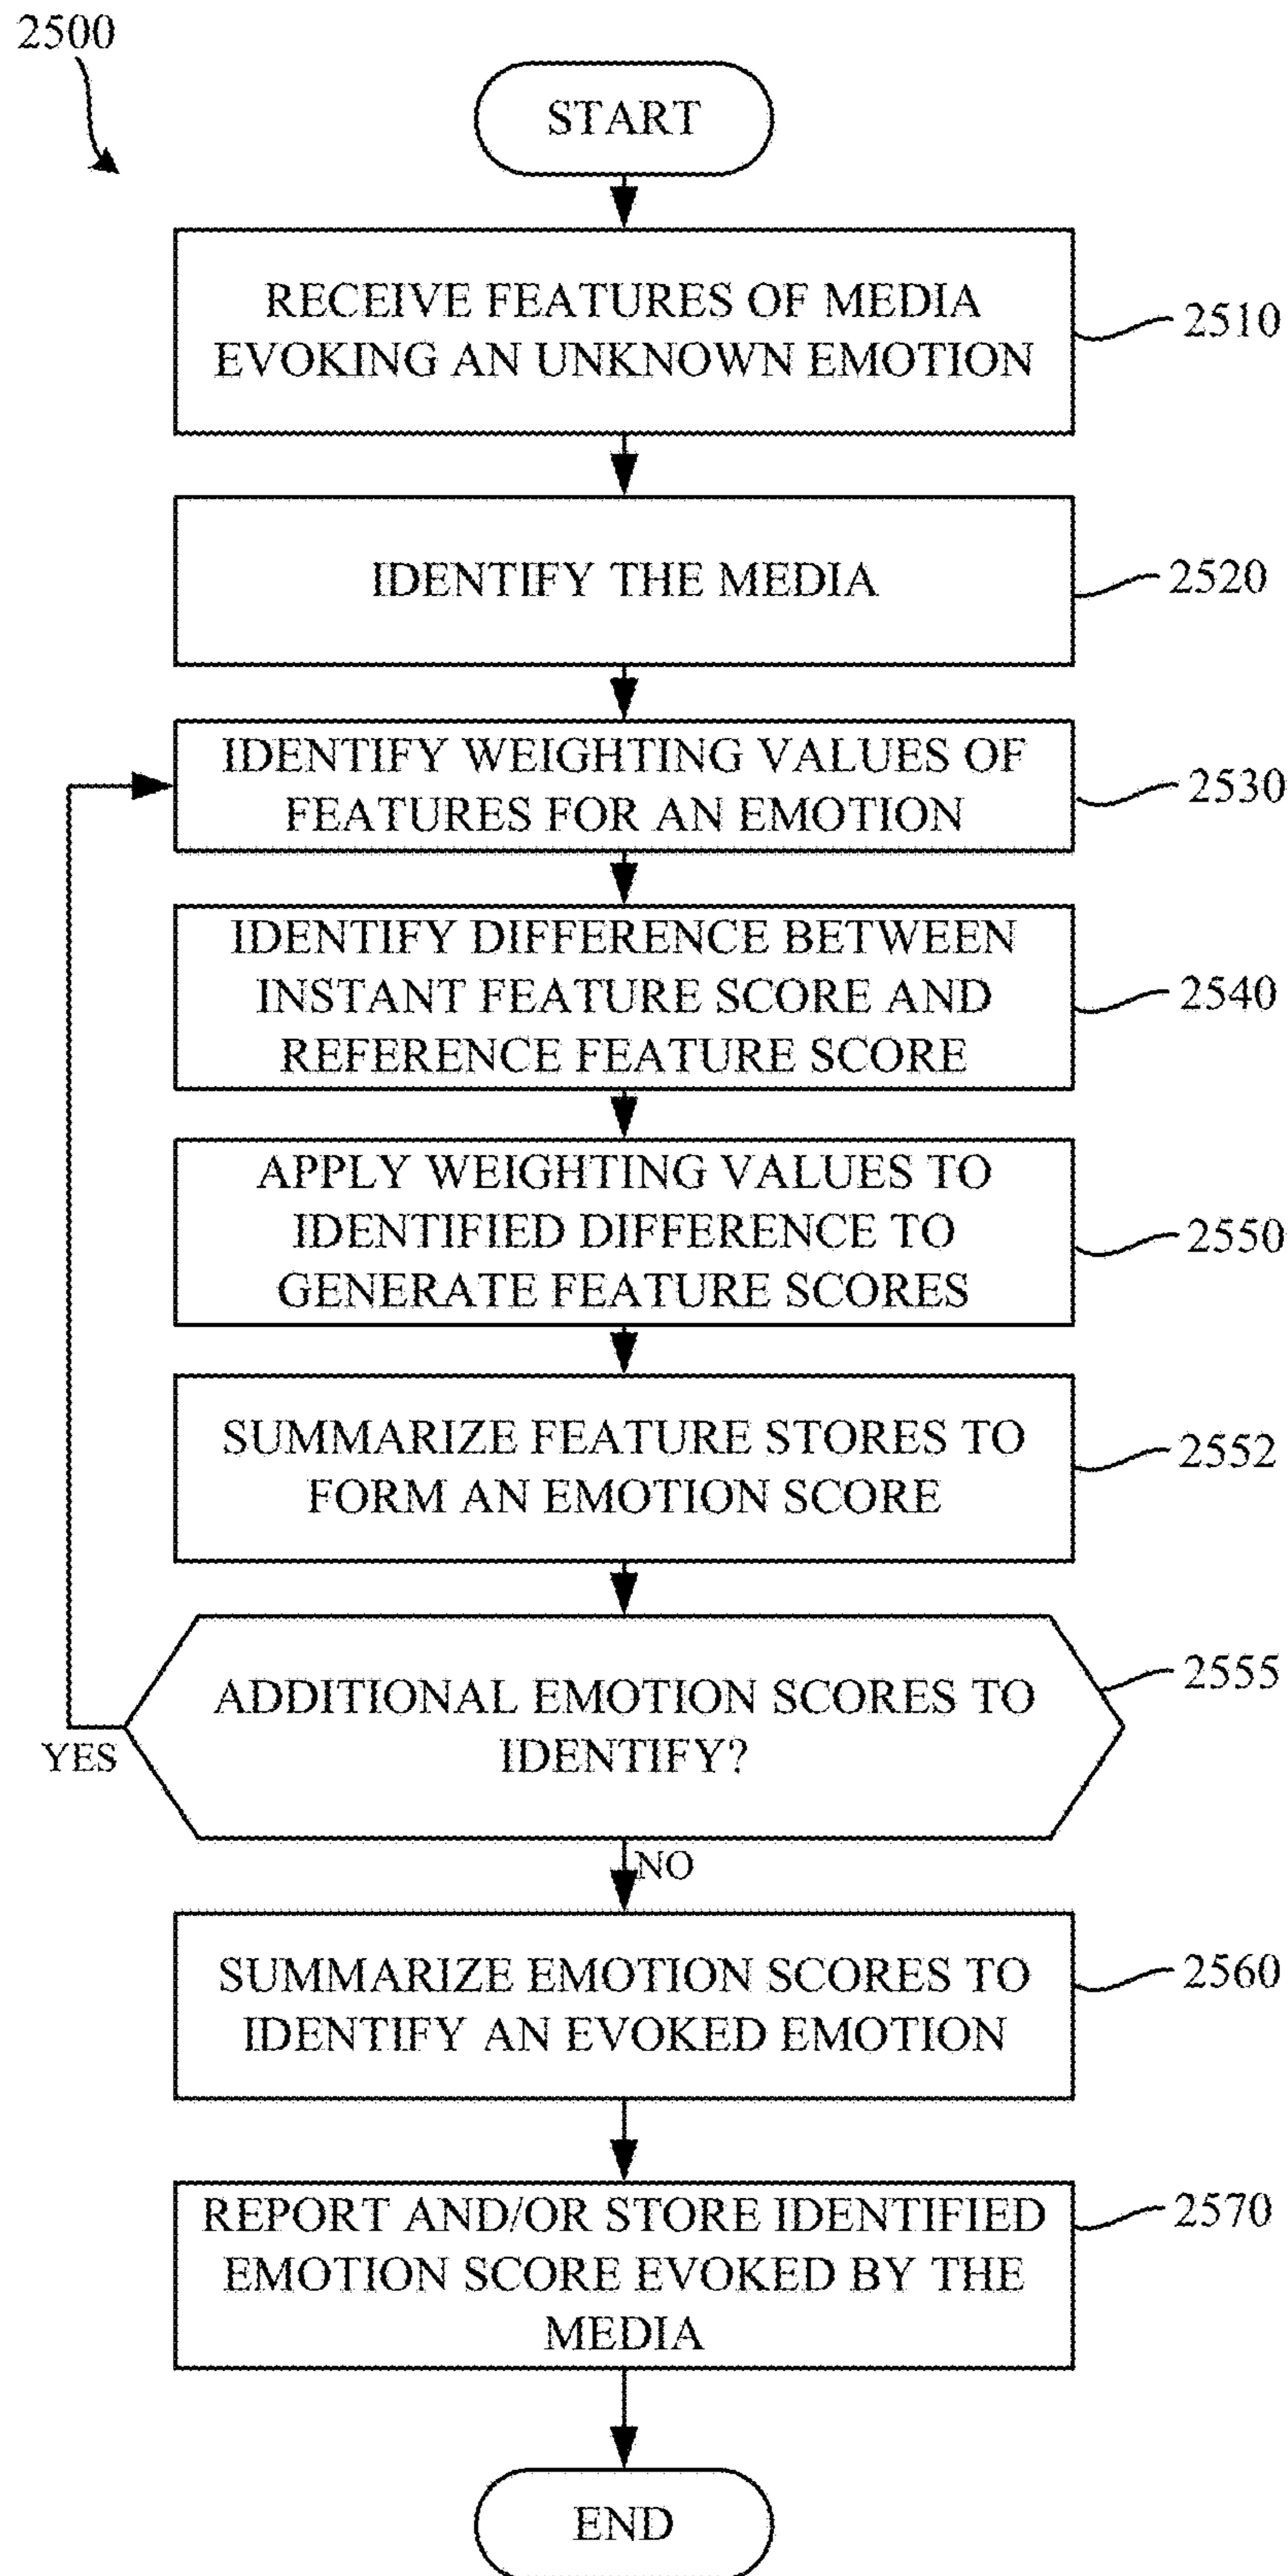 2500
START
RECEIVE FEATURES OF MEDIA
EVOKING AN UNKNOWN EMOTION
2510
IDENTIFY THE MEDIA
2520
IDENTIFY WEIGHTING VALUES OF
FEATURES FOR AN EMOTION
2530
IDENTIFY DIFFERENCE BETWEEN
INSTANT FEATURE SCORE AND
REFERENCE FEATURE SCORE
2540
APPLY WEIGHTING VALUES TO
IDENTIFIED DIFFERENCE TO
GENERATE FEATURE SCORES
2550
SUMMARIZE FEATURE STORES TO
FORM AN EMOTION SCORE
2552
ADDITIONAL EMOTION SCORES TO
IDENTIFY?
2555
YES
NO
SUMMARIZE EMOTION SCORES TO
IDENTIFY AN EVOKED EMOTION
2560
REPORT AND/OR STORE IDENTIFIED
EMOTION SCORE EVOKED BY THE
MEDIA
2570
END